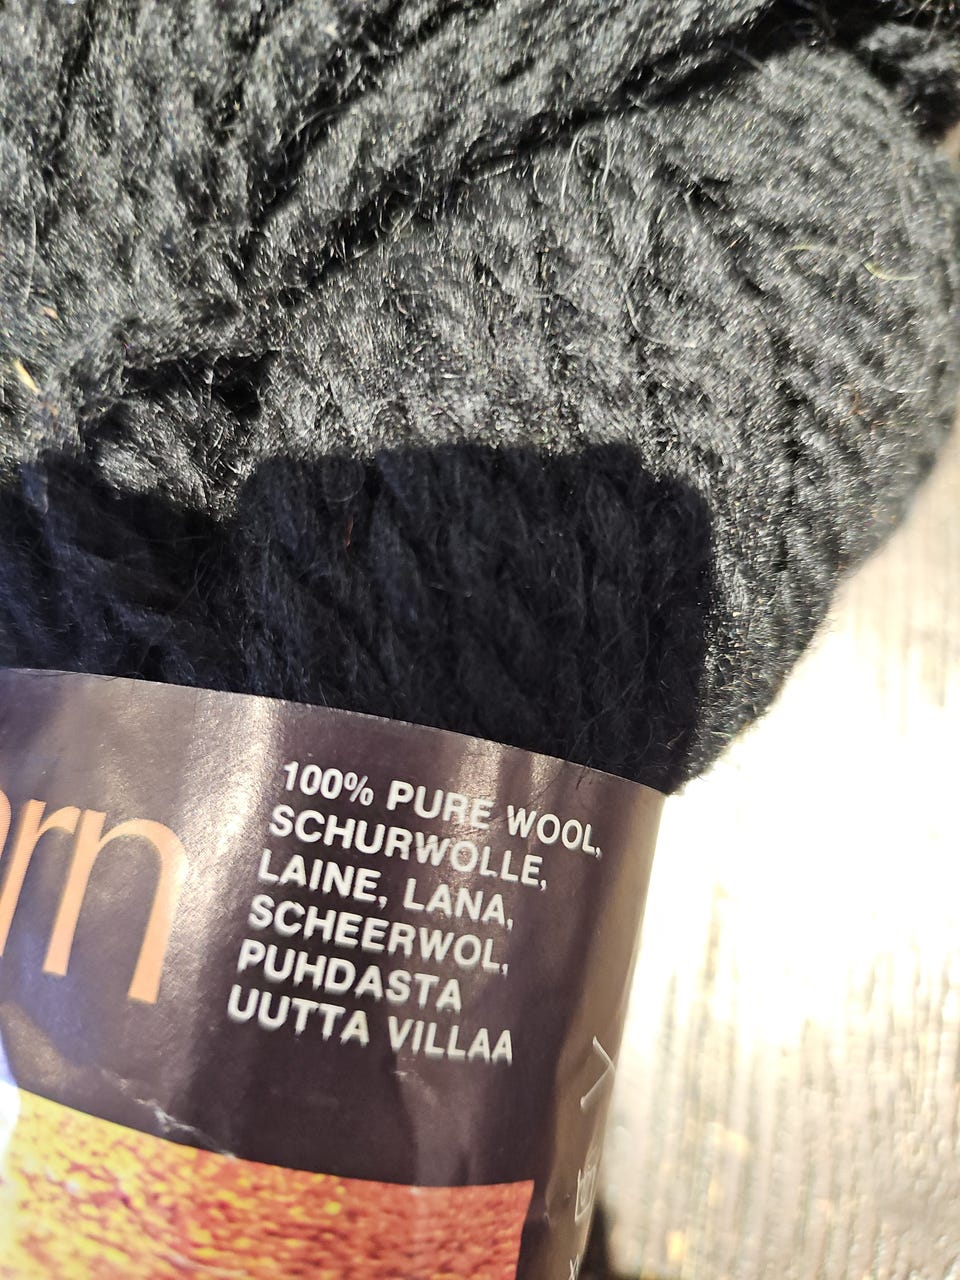 100% PURE WOOL,
SCHURWOLLE,
LAINE, LANA,
SCHEERWOL,
PUHDASTA
UUTTA VILLAA